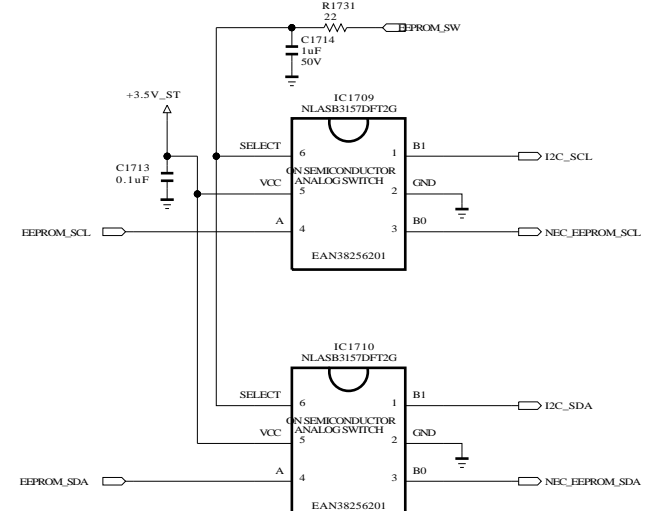 R1731
22
EEPROM_SW
C1714
1uF
50V
+3.5V_ST
IC1709
NLASB3157DFT2G
C1713
0.1uF
SELECT 6 1 B1 I2C_SCL
ON SEMICONDUCTOR
ANALOG SWITCH
VCC 5 2 GND
EEPROM_SCL A 4 3 B0 NEC_EEPROM_SCL
EAN38256201
IC1710
NLASB3157DFT2G
SELECT 6 1 B1 I2C_SDA
ON SEMICONDUCTOR
ANALOG SWITCH
VCC 5 2 GND
EEPROM_SDA A 4 3 B0 NEC_EEPROM_SDA
EAN38256201